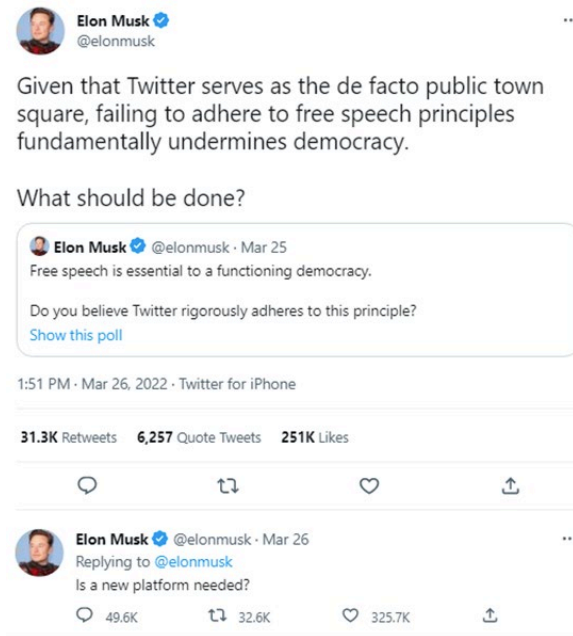 Elon Musk
@elonmusk
Given that Twitter serves as the de facto public town
square, failing to adhere to free speech principles
fundamentally undermines democracy.
What should be done?
Elon Musk @elonmusk · Mar 25
Free speech is essential to a functioning democracy.
Do you believe Twitter rigorously adheres to this principle?
Show this poll
1:51 PM · Mar 26, 2022 · Twitter for iPhone
31.3K Retweets 6,257 Quote Tweets 251K Likes
Elon Musk @elonmusk · Mar 26
Replying to @elonmusk
Is a new platform needed?
49.6K 32.6K 325.7K